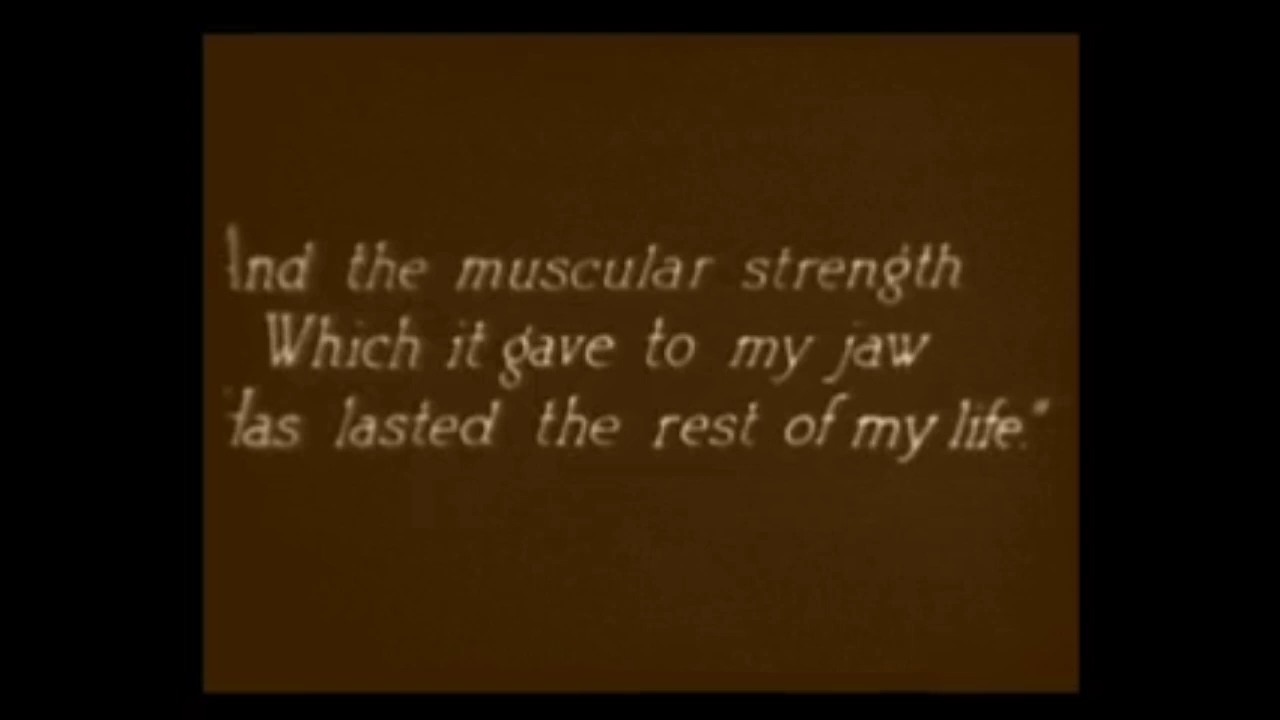 And the muscular strength
Which it gave to my jaw
Has lasted the rest of my life."